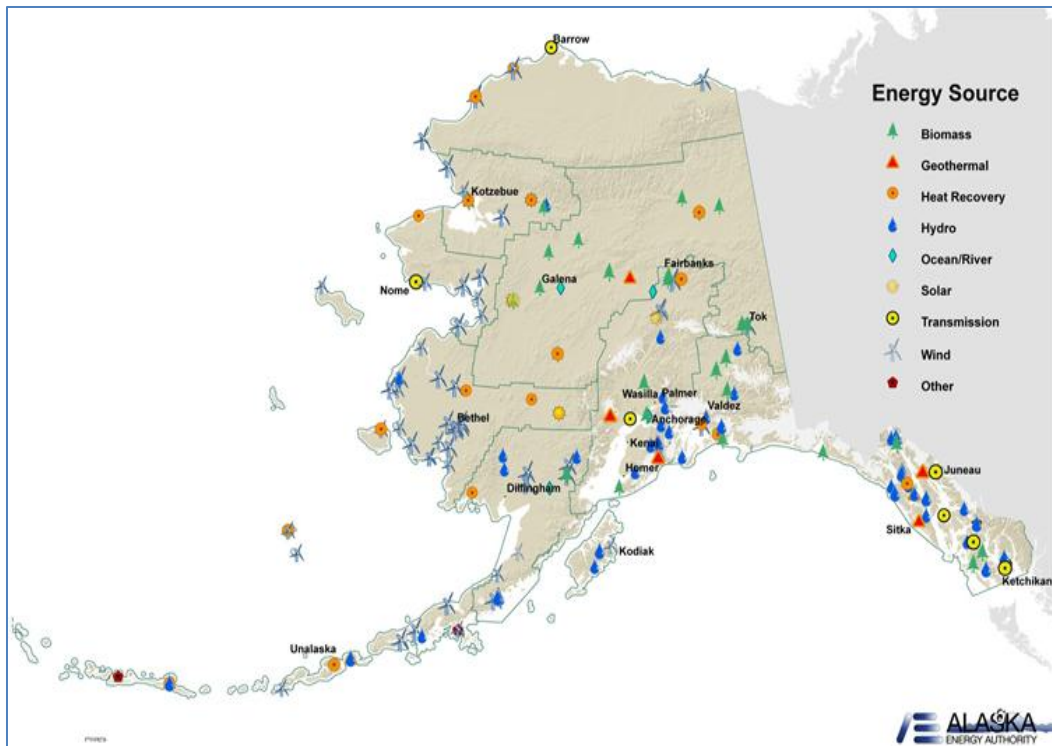 Barrow
Energy Source
Biomass
Geothermal
Heat Recovery
Hydro
Ocean/River
Solar
Transmission
Wind
Other
Kotzebue
Fairbanks
Galena
Nome
Tok
Wasilla
Palmer
Valdez
Bethel
Anchorage
Kenai
Homer
Dillingham
Juneau
Sitka
Kodiak
Ketchikan
Unalaska
ALASKA
ENERGY AUTHORITY